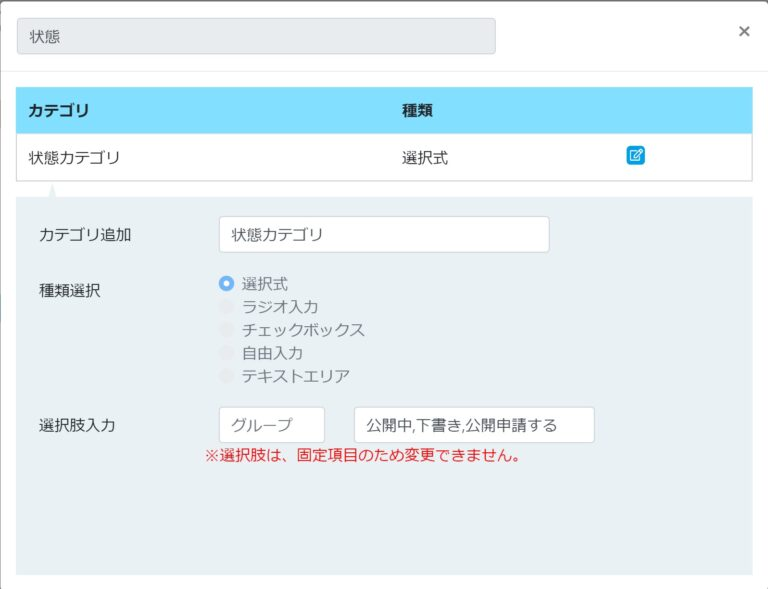 状態
×
カテゴリ 種類
状態カテゴリ 選択式
カテゴリ追加 状態カテゴリ
種類選択 選択式
ラジオ入力
チェックボックス
自由入力
テキストエリア
選択肢入力 グループ 公開中,下書き,公開申請する
※選択肢は、固定項目のため変更できません。